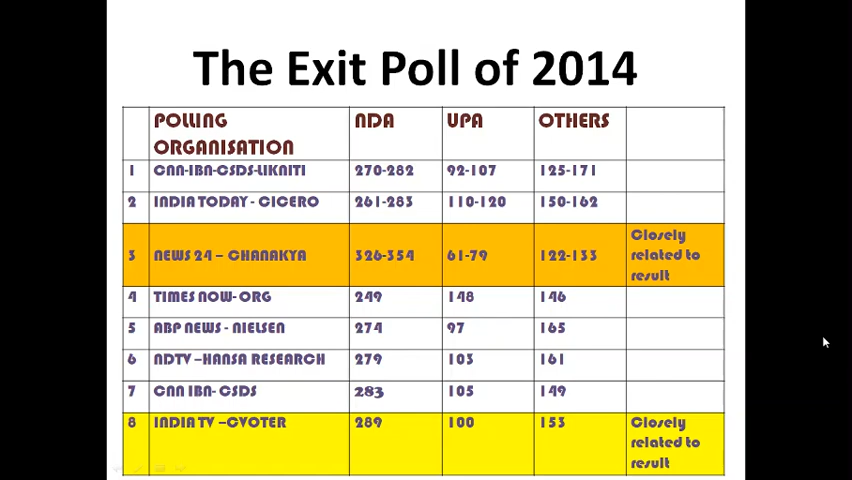 The Exit Poll of 2014
POLLING ORGANISATION NDA UPA OTHERS
1 CNN-IBN-CSDS-LIKNITI 270-282 92-107 125-171
2 INDIA TODAY - CICERO 261-283 110-120 150-162
3 NEWS 24 – CHANAKYA 326-354 61-79 122-133 Closely related to result
4 TIMES NOW- ORG 249 148 146
5 ABP NEWS - NIELSEN 274 97 165
6 NDTV –HANSA RESEARCH 279 103 161
7 CNN IBN- CSDS 283 105 149
8 INDIA TV –CVOTER 289 100 153 Closely related to result